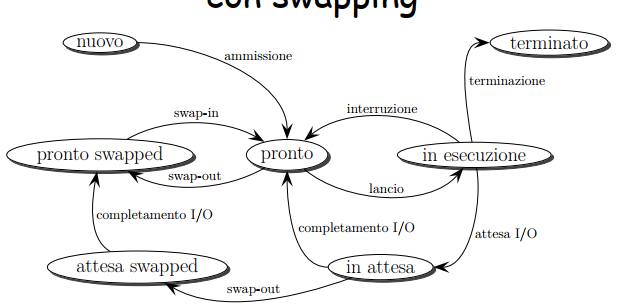 con swapping
nuovo
terminato
ammissione
terminazione
swap-in
interruzione
pronto swapped
pronto
in esecuzione
swap-out
lancio
completamento I/O
completamento I/O
attesa I/O
attesa swapped
in attesa
swap-out